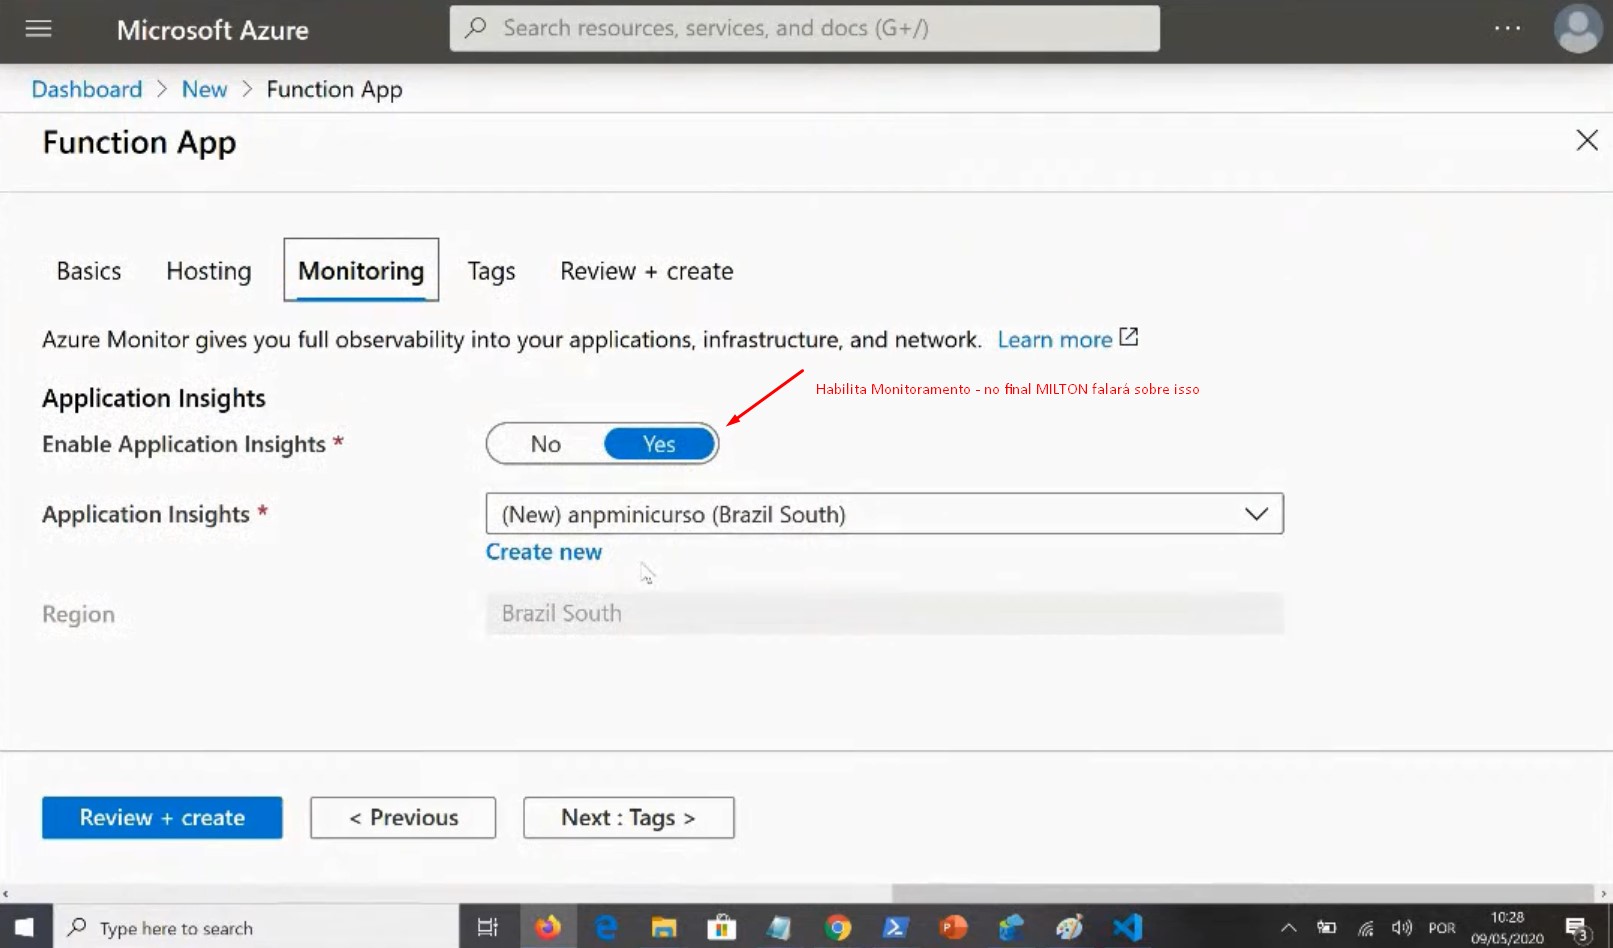 Microsoft Azure
Search resources, services, and docs (G+/)
Dashboard > New > Function App
Function App
Basics Hosting Monitoring Tags Review + create
Azure Monitor gives you full observability into your applications, infrastructure, and network. Learn more
Habilita Monitoramento - no final MILTON falará sobre isso
Application Insights
Enable Application Insights * No Yes
Application Insights * (New) anpminicurso (Brazil South)
Create new
Region Brazil South
Review + create < Previous Next : Tags >
Type here to search
POR
10:28
09/05/2020
3